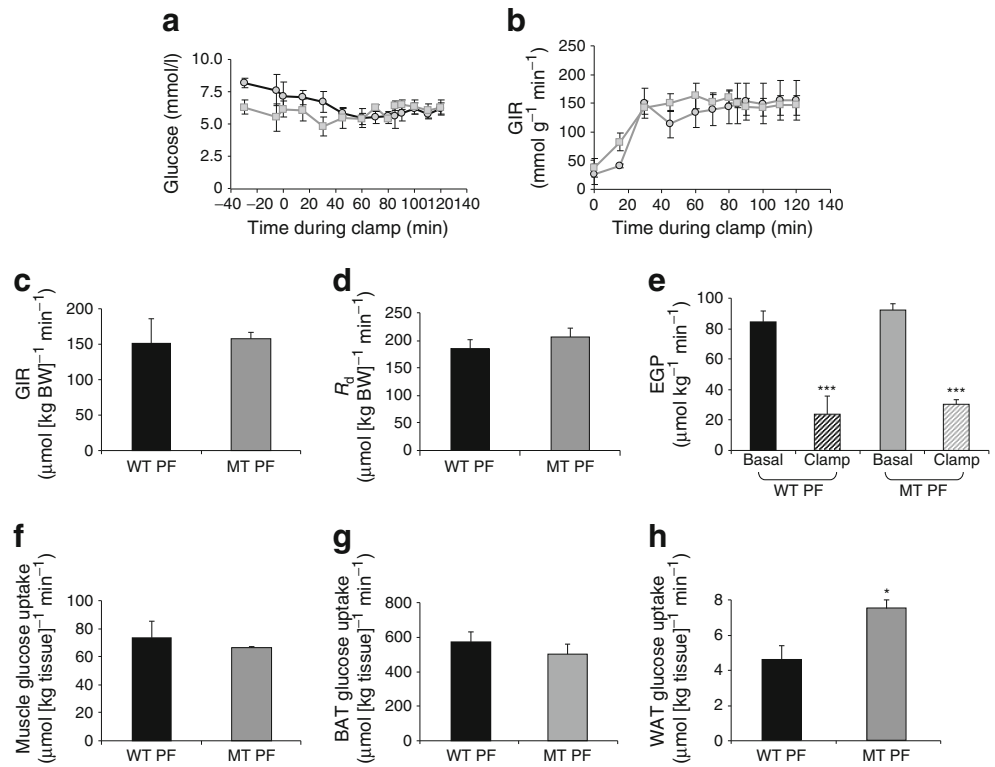 a
Glucose (mmol/l)
10.0
7.5
5.0
2.5
0
−40 −20 0 20 40 60 80 100 120 140
Time during clamp (min)
b
GIR
(mmol g⁻¹ min⁻¹)
250
200
150
100
50
0
0 20 40 60 80 100 120 140
Time during clamp (min)
c
GIR
(µmol [kg BW]⁻¹ min⁻¹)
200
150
100
50
0
WT PF MT PF
d
Rd
(µmol [kg BW]⁻¹ min⁻¹)
250
200
150
100
50
0
WT PF MT PF
e
EGP
(µmol kg⁻¹ min⁻¹)
100
80
60
40
20
0
*** ***
Basal Clamp Basal Clamp
WT PF MT PF
f
Muscle glucose uptake
(µmol [kg tissue]⁻¹ min⁻¹)
100
80
60
40
20
0
WT PF MT PF
g
BAT glucose uptake
(µmol [kg tissue]⁻¹ min⁻¹)
800
600
400
200
0
WT PF MT PF
h
WAT glucose uptake
(µmol [kg tissue]⁻¹ min⁻¹)
8
6
4
2
0
*
WT PF MT PF